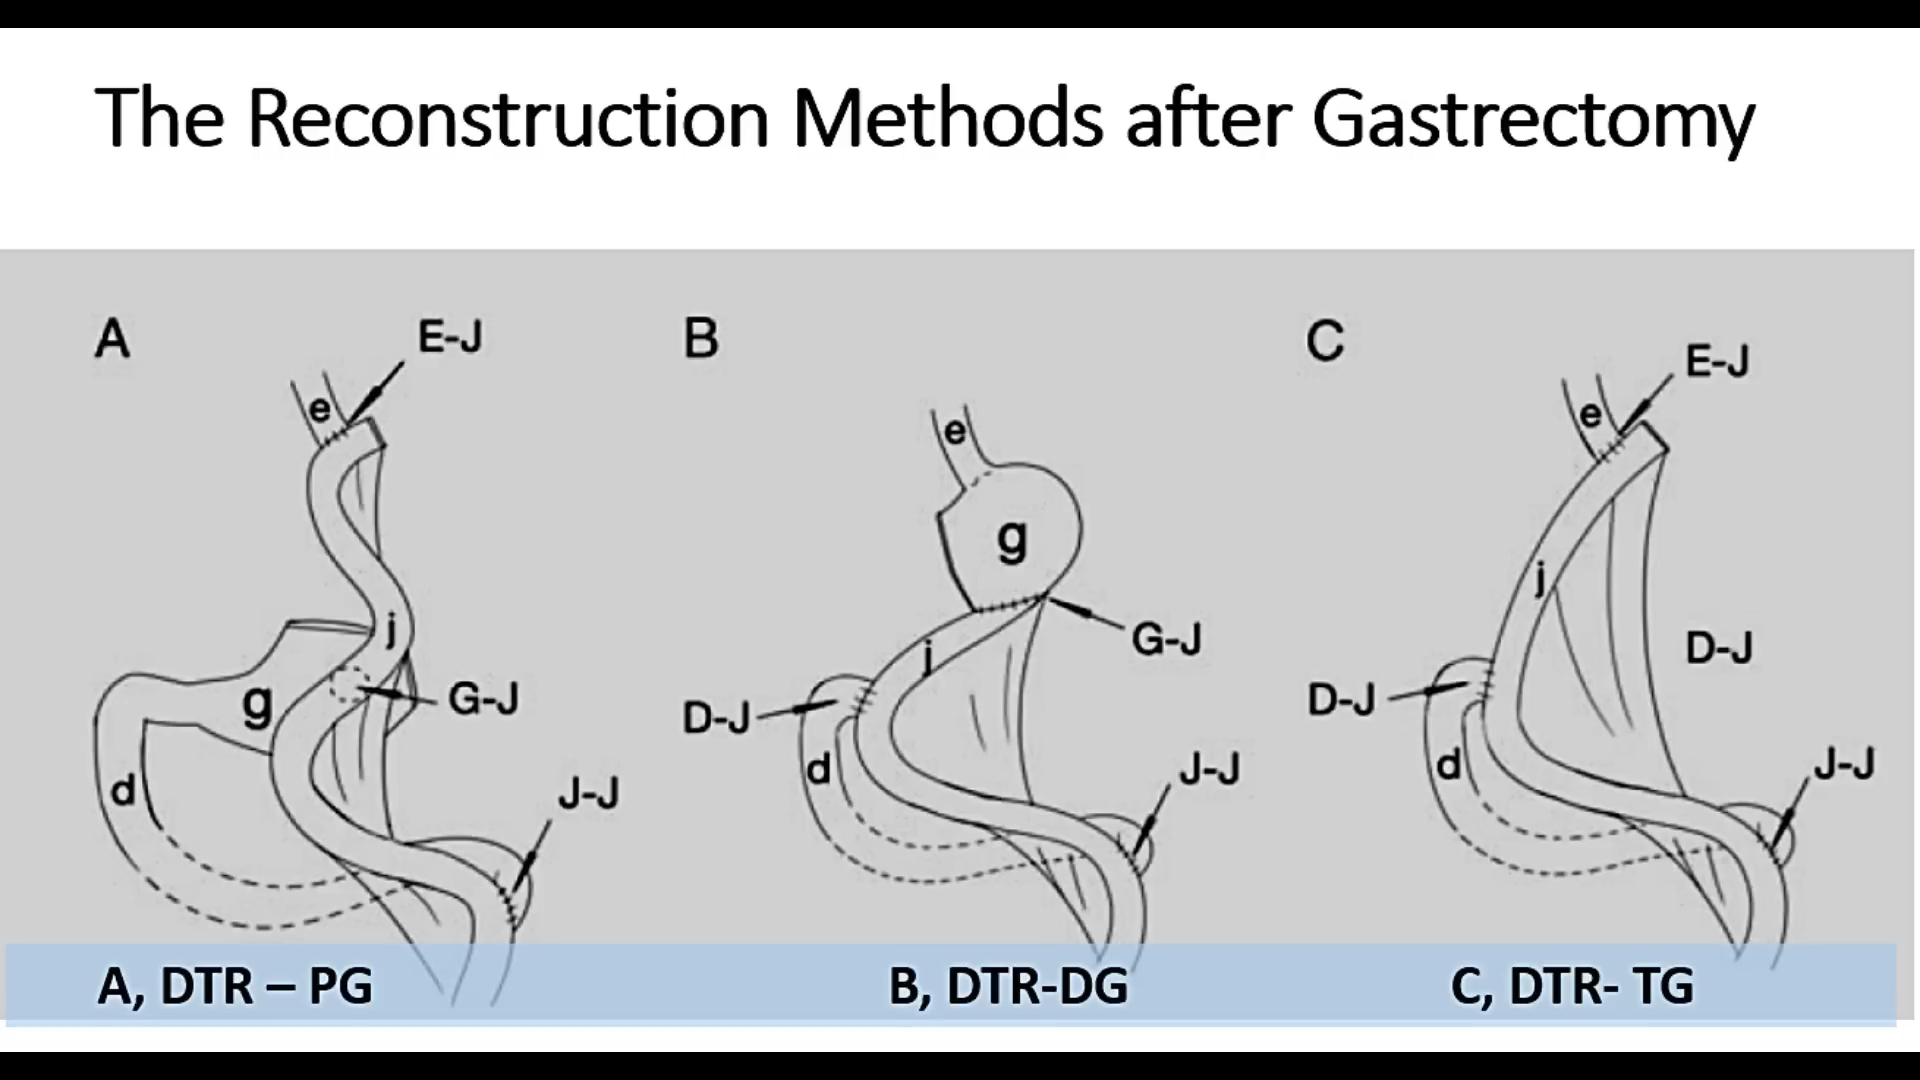 The Reconstruction Methods after Gastrectomy
A
E-J
e
j
g
G-J
d
J-J
B
e
g
G-J
j
D-J
d
J-J
C
E-J
e
j
D-J
D-J
d
J-J
A, DTR – PG
B, DTR-DG
C, DTR- TG